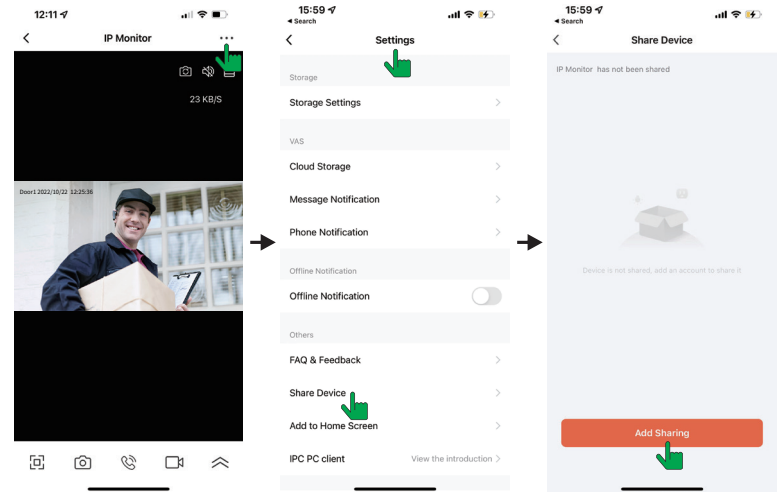 12:11
IP Monitor
23 KB/S
Door1 2022/10/22 12:25:36
15:59
Search
Settings
Storage
Storage Settings
VAS
Cloud Storage
Message Notification
Phone Notification
Offline Notification
Offline Notification
Others
FAQ & Feedback
Share Device
Add to Home Screen
IPC PC client View the introduction
15:59
Search
Share Device
IP Monitor has not been shared
Device is not shared, add an account to share it
Add Sharing